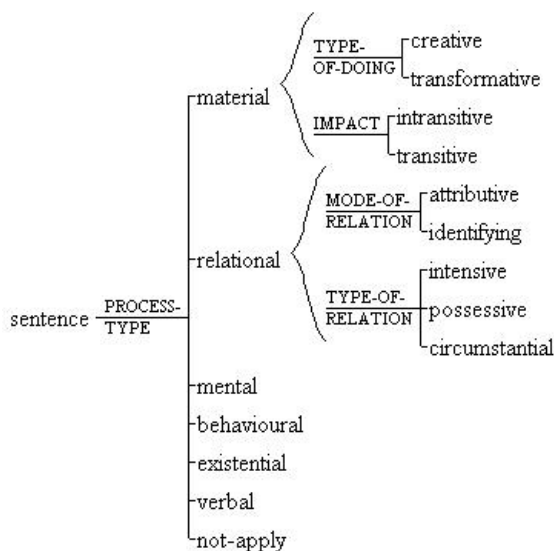 TYPE-
OF-DOING
creative
transformative
material
IMPACT
intransitive
transitive
MODE-OF-
RELATION
attributive
identifying
relational
TYPE-OF-
RELATION
intensive
possessive
circumstantial
sentence
PROCESS-
TYPE
mental
behavioural
existential
verbal
not-apply